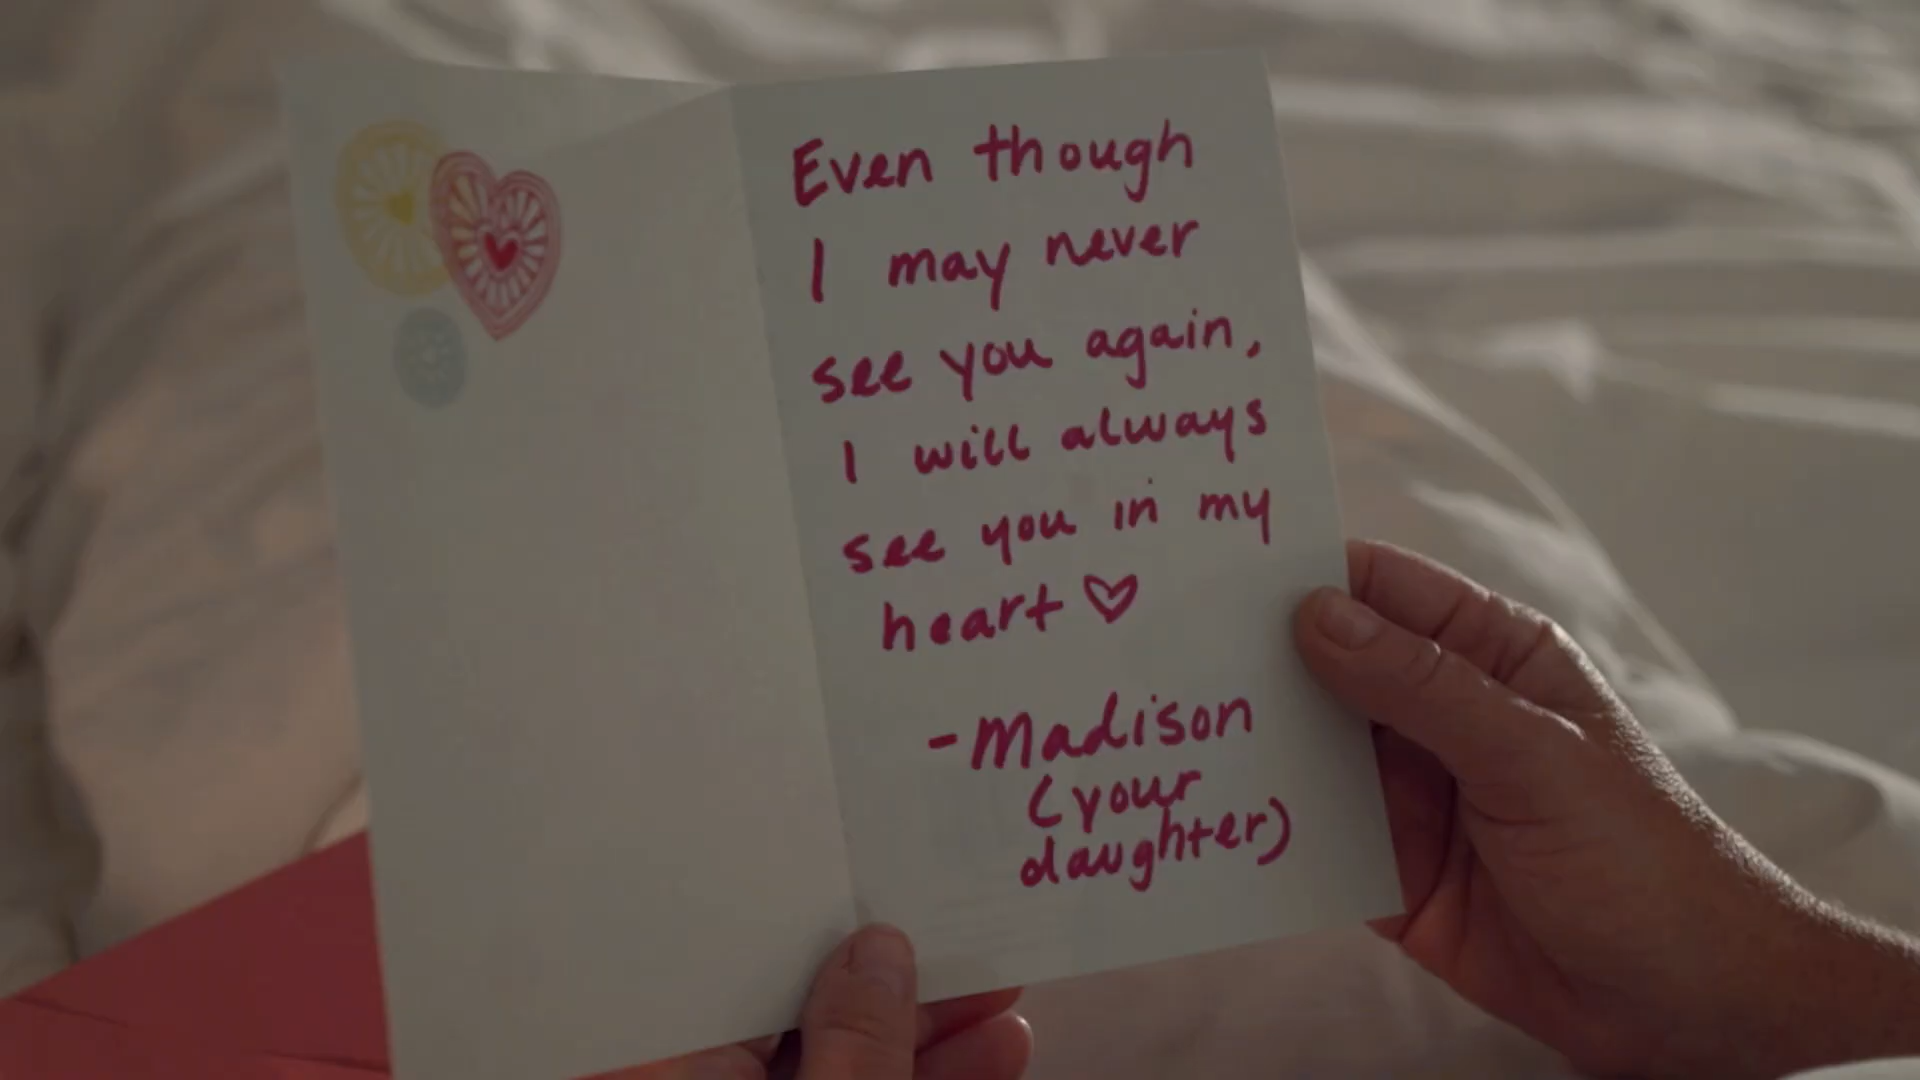 Even though
I may never
see you again,
I will always
see you in my
heart ♡
- Madison
(your
daughter)